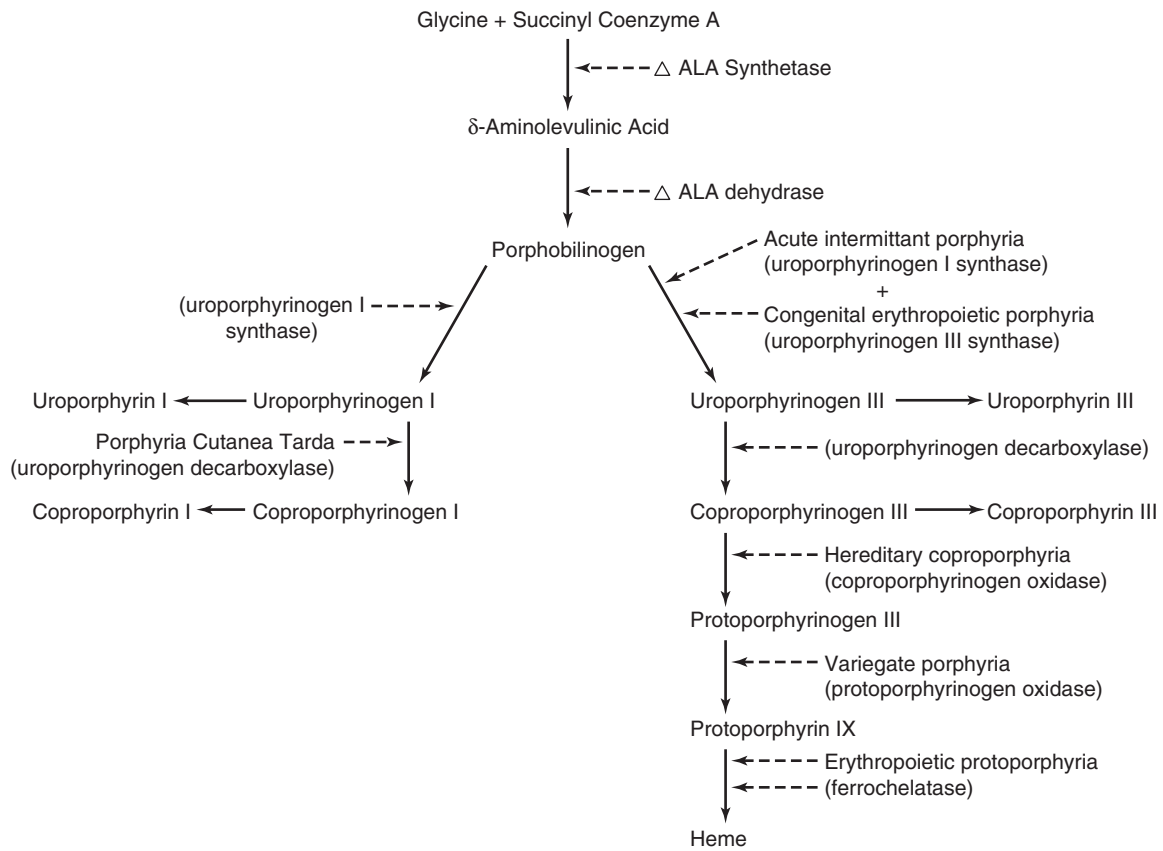 Glycine + Succinyl Coenzyme A
△ ALA Synthetase
δ-Aminolevulinic Acid
△ ALA dehydrase
Porphobilinogen
Acute intermittant porphyria
(uroporphyrinogen I synthase)
+
Congenital erythropoietic porphyria
(uroporphyrinogen III synthase)
(uroporphyrinogen I
synthase)
Uroporphyrin I
Uroporphyrinogen I
Uroporphyrinogen III
Uroporphyrin III
Porphyria Cutanea Tarda
(uroporphyrinogen decarboxylase)
(uroporphyrinogen decarboxylase)
Coproporphyrin I
Coproporphyrinogen I
Coproporphyrinogen III
Coproporphyrin III
Hereditary coproporphyria
(coproporphyrinogen oxidase)
Protoporphyrinogen III
Variegate porphyria
(protoporphyrinogen oxidase)
Protoporphyrin IX
Erythropoietic protoporphyria
(ferrochelatase)
Heme